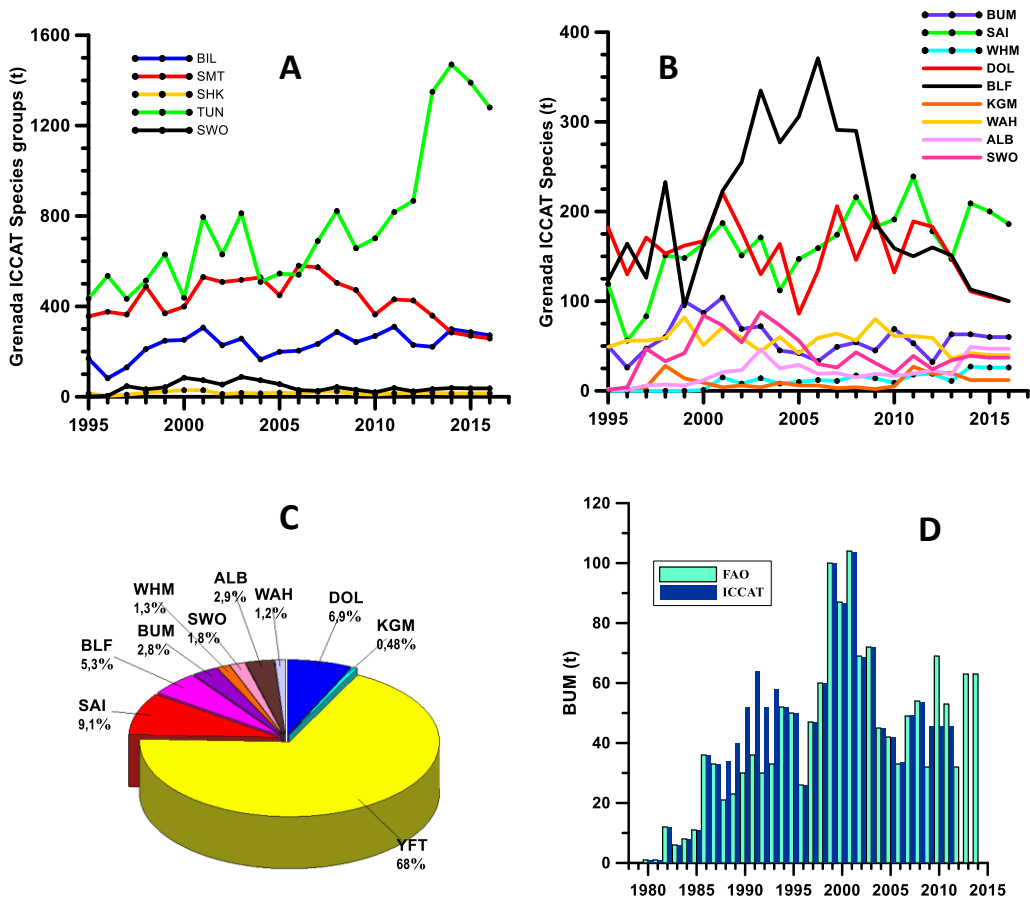 A
Grenada ICCAT Species groups (t)
1600
1200
800
400
0
1995
2000
2005
2010
2015
BIL
SMT
SHK
TUN
SWO
B
Grenada ICCAT Species (t)
400
300
200
100
0
1995
2000
2005
2010
2015
BUM
SAI
WHM
DOL
BLF
KGM
WAH
ALB
SWO
C
ALB
2,9%
WHM
1,3%
WAH
1,2%
DOL
6,9%
SWO
1,8%
BUM
2,8%
KGM
0,48%
BLF
5,3%
SAI
9,1%
YFT
68%
D
BUM (t)
120
100
80
60
40
20
0
FAO
ICCAT
1980
1985
1990
1995
2000
2005
2010
2015